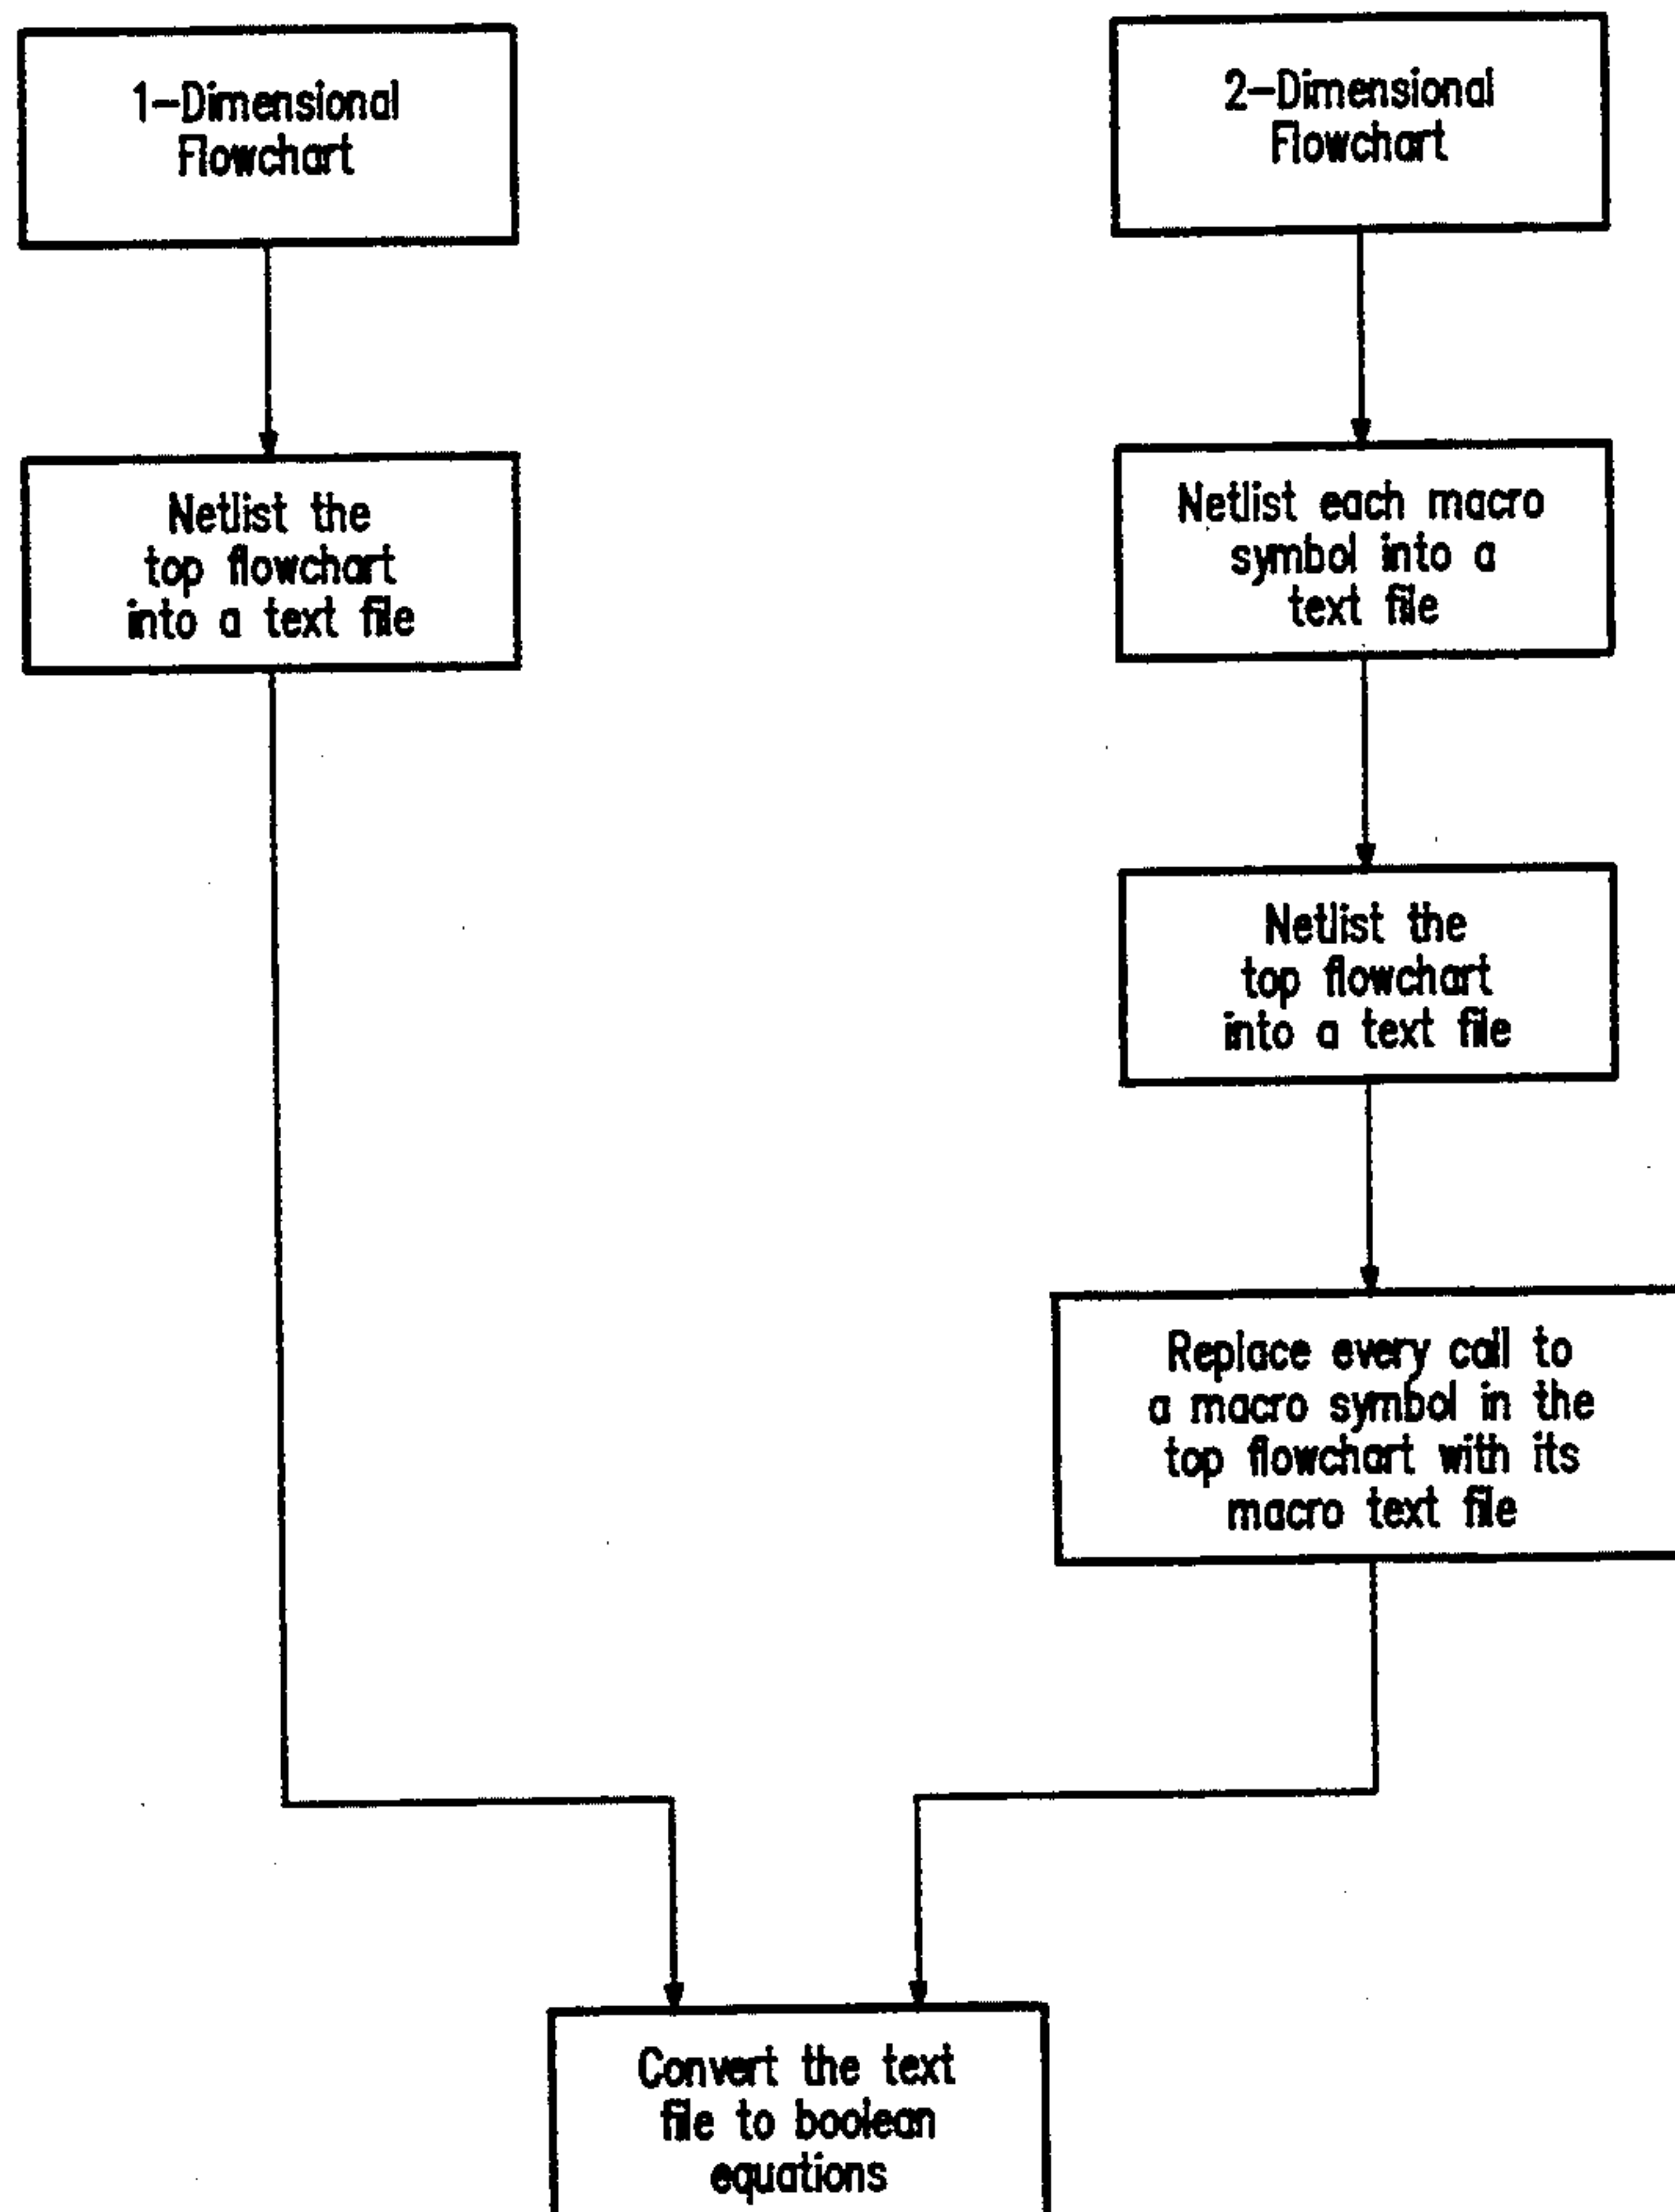 1-Dimensional
Flowchart
2-Dimensional
Flowchart
Netlist the
top flowchart
into a text file
Netlist each macro
symbol into a
text file
Netlist the
top flowchart
into a text file
Replace every call to
a macro symbol in the
top flowchart with its
macro text file
Convert the text
file to boolean
equations